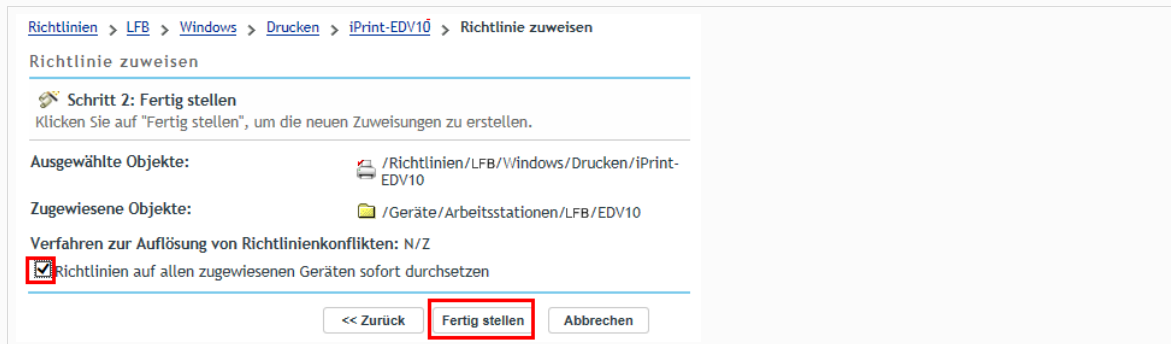 Richtlinien > LFB > Windows > Drucken > iPrint-EDV10 > Richtlinie zuweisen
Richtlinie zuweisen
Schritt 2: Fertig stellen
Klicken Sie auf "Fertig stellen", um die neuen Zuweisungen zu erstellen.
Ausgewählte Objekte: /Richtlinien/LFB/Windows/Drucken/iPrint-
EDV10
Zugewiesene Objekte: /Geräte/Arbeitsstationen/LFB/EDV10
Verfahren zur Auflösung von Richtlinienkonflikten: N/Z
Richtlinien auf allen zugewiesenen Geräten sofort durchsetzen
<< Zurück Fertig stellen Abbrechen